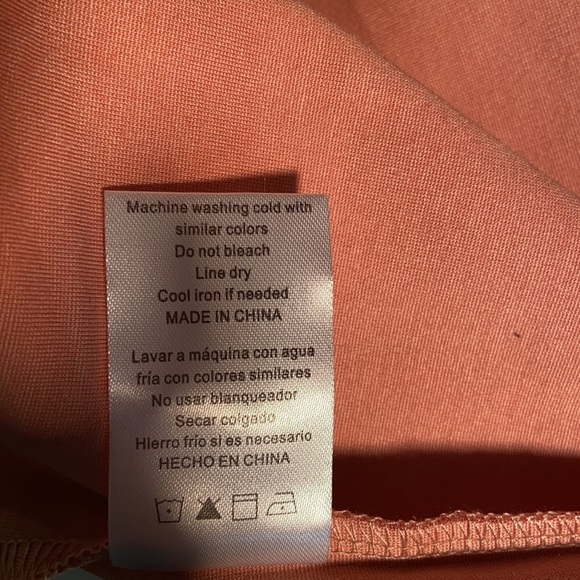 Machine washing cold with
similar colors
Do not bleach
Line dry
Cool iron if needed
MADE IN CHINA
Lavar a máquina con agua
fría con colores similares
No usar blanqueador
Secar colgado
Hierro frío si es necesario
HECHO EN CHINA